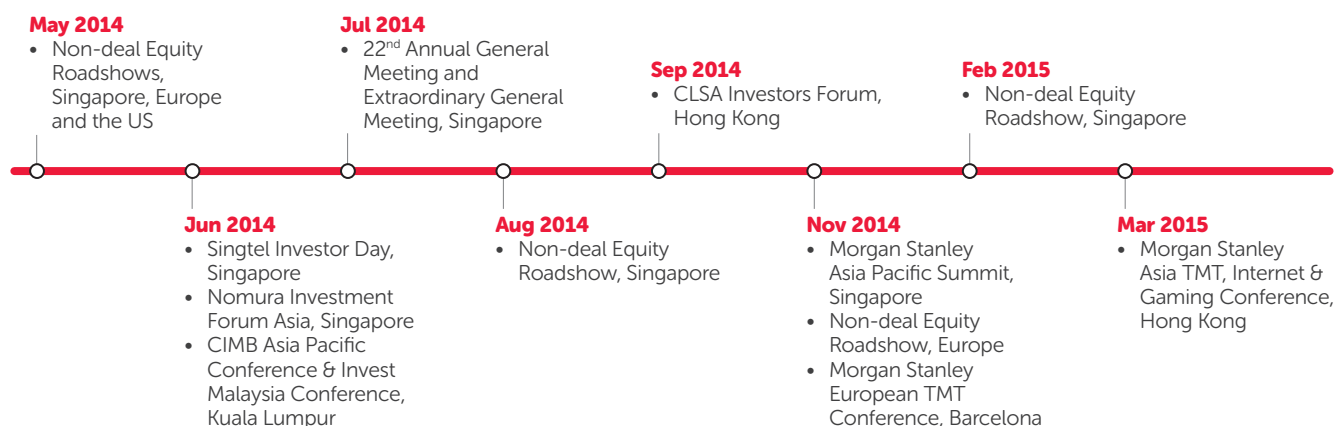 May 2014
• Non-deal Equity
Roadshows,
Singapore, Europe
and the US
Jun 2014
• Singtel Investor Day,
Singapore
• Nomura Investment
Forum Asia, Singapore
• CIMB Asia Pacific
Conference & Invest
Malaysia Conference,
Kuala Lumpur
Jul 2014
• 22nd Annual General
Meeting and
Extraordinary General
Meeting, Singapore
Aug 2014
• Non-deal Equity
Roadshow, Singapore
Sep 2014
• CLSA Investors Forum,
Hong Kong
Nov 2014
• Morgan Stanley
Asia Pacific Summit,
Singapore
• Non-deal Equity
Roadshow, Europe
• Morgan Stanley
European TMT
Conference, Barcelona
Feb 2015
• Non-deal Equity
Roadshow, Singapore
Mar 2015
• Morgan Stanley
Asia TMT, Internet &
Gaming Conference,
Hong Kong